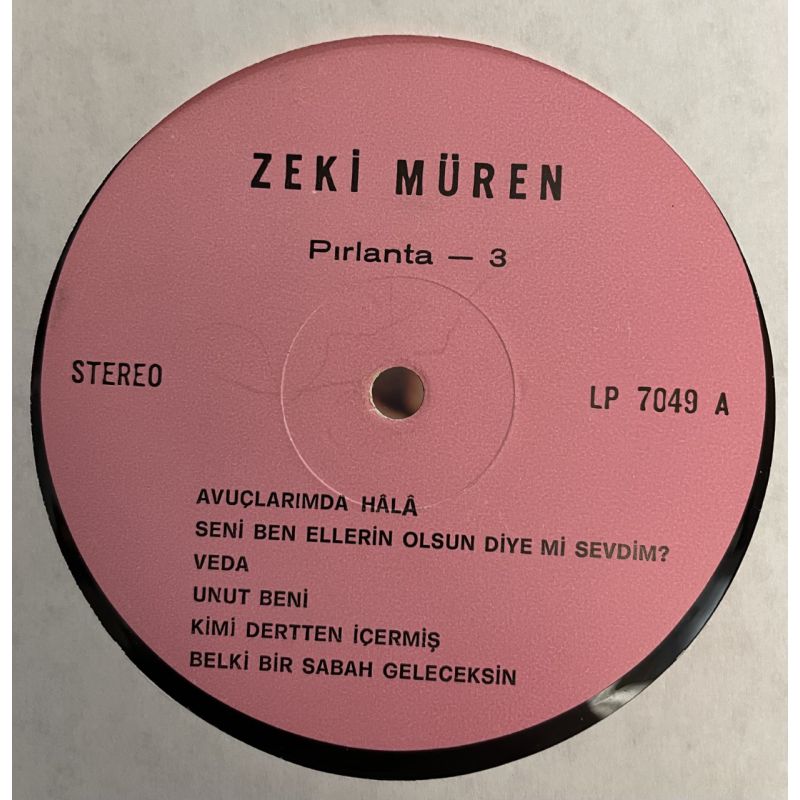 ZEKİ MÜREN
Pırlanta — 3
STEREO
LP 7049 A
AVUÇLARIMDA HÂLÂ
SENİ BEN ELLERİN OLSUN DİYE Mİ SEVDİM?
VEDA
UNUT BENİ
KİMİ DERTTEN İÇERMİŞ
BELKİ BİR SABAH GELECEKSİN